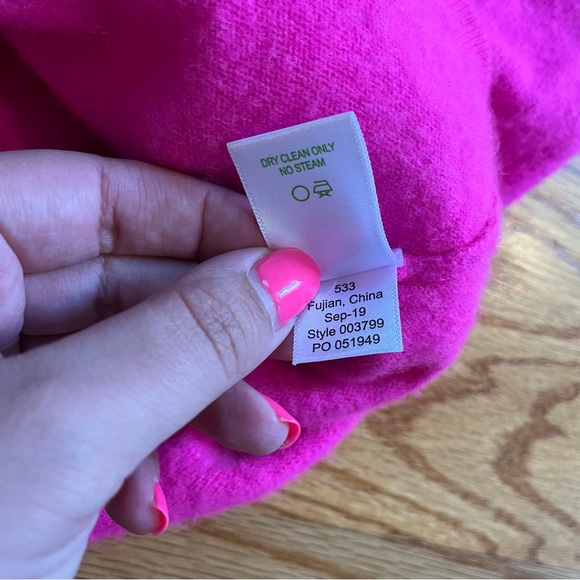 DRY CLEAN ONLY
NO STEAM
533
Fujian, China
Sep-19
Style 003799
PO 051949